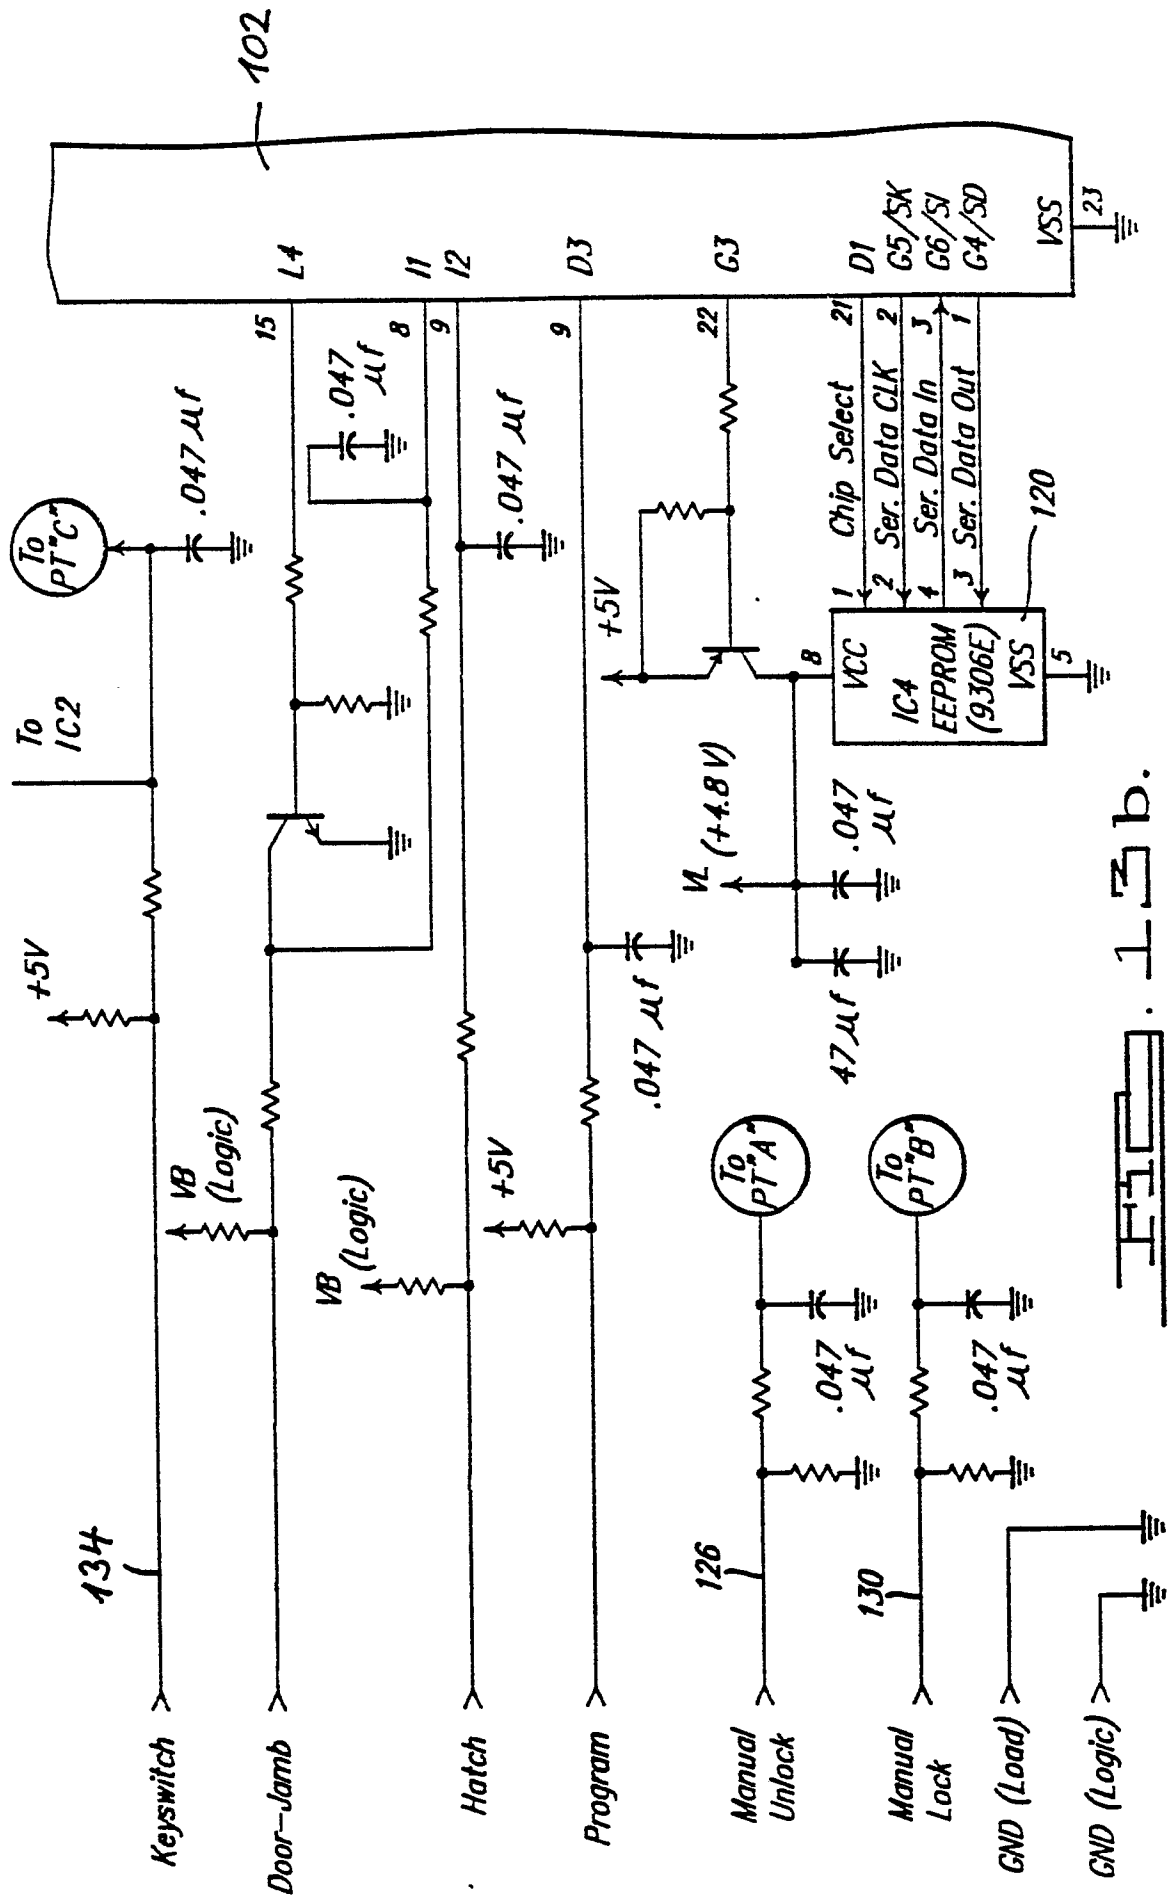 102
To
PT"C"
.047 µf
To
IC2
+5V
134
Keyswitch
L4
15
I1
8
.047
µf
VB
(Logic)
Door–Jamb
I2
9
.047 µf
VB
(Logic)
Hatch
D3
9
+5V
.047 µf
Program
G3
22
+5V
VL (+4.8V)
.047
µf
47µf
8
VCC
IC4
EEPROM
(9306E)
VSS
5
120
D1
21
Chip Select
1
G5/SK
2
Ser. Data CLK
2
G6/SI
3
Ser. Data In
4
G4/SD
1
Ser. Data Out
3
VSS
23
To
PT"A"
.047
µf
126
Manual
Unlock
To
PT"B"
.047
µf
130
Manual
Lock
GND (Load)
GND (Logic)
Fig. 13b.